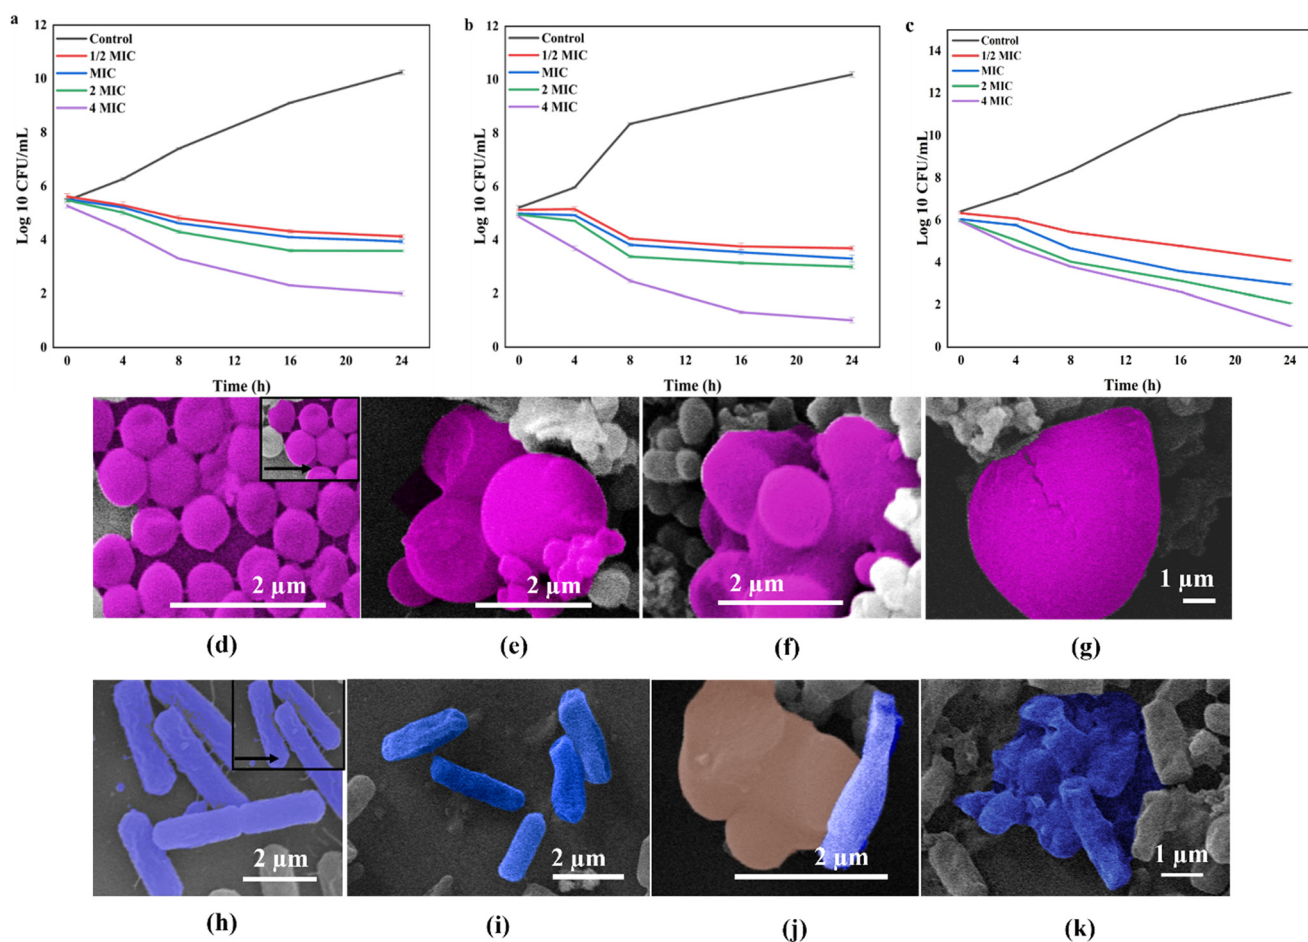 a
12
10
8
6
4
2
0
Log 10 CFU/mL
Control
1/2 MIC
MIC
2 MIC
4 MIC
0 4 8 12 16 20 24
Time (h)
b
12
10
8
6
4
2
0
Log 10 CFU/mL
Control
1/2 MIC
MIC
2 MIC
4 MIC
0 4 8 12 16 20 24
Time (h)
c
14
12
10
8
6
4
2
0
Log 10 CFU/mL
Control
1/2 MIC
MIC
2 MIC
4 MIC
0 4 8 12 16 20 24
Time (h)
2 µm
2 µm
2 µm
1 µm
(d) (e) (f) (g)
2 µm
2 µm
2 µm
1 µm
(h) (i) (j) (k)